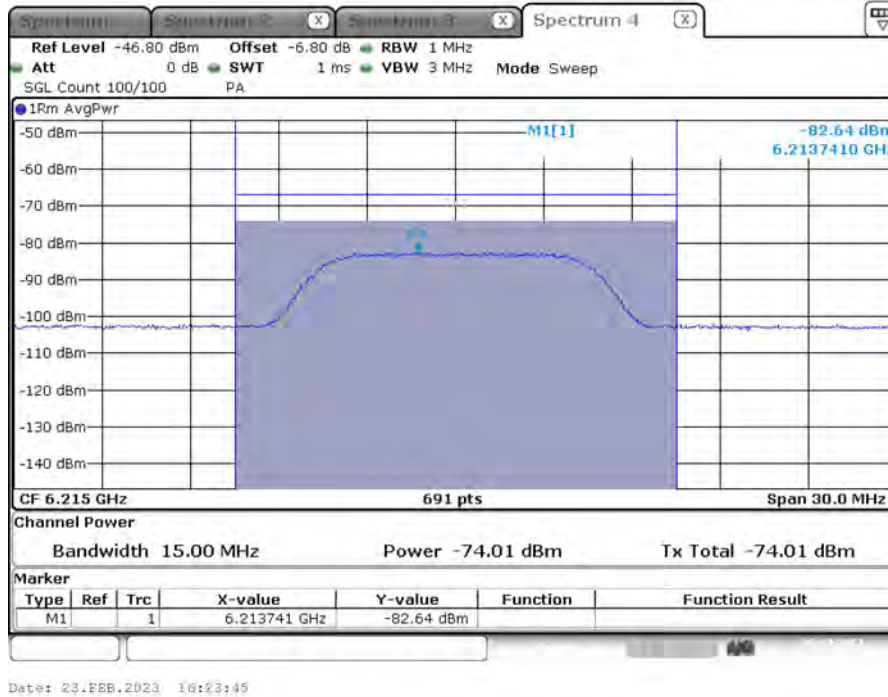 Spectrum Spectrum 2 X Spectrum 3 X Spectrum 4 X
Ref Level -46.80 dBm Offset -6.80 dB RBW 1 MHz
Att 0 dB SWT 1 ms VBW 3 MHz Mode Sweep
SGL Count 100/100 PA
1Rm AvgPwr
-50 dBm M1[1] -82.64 dBm
6.2137410 GHz
-60 dBm
-70 dBm
-80 dBm
-90 dBm
-100 dBm
-110 dBm
-120 dBm
-130 dBm
-140 dBm
CF 6.215 GHz 691 pts Span 30.0 MHz
Channel Power
Bandwidth 15.00 MHz Power -74.01 dBm Tx Total -74.01 dBm
Marker
Type Ref Trc X-value Y-value Function Function Result
M1 1 6.213741 GHz -82.64 dBm
Date: 23.FEB.2023 16:23:45